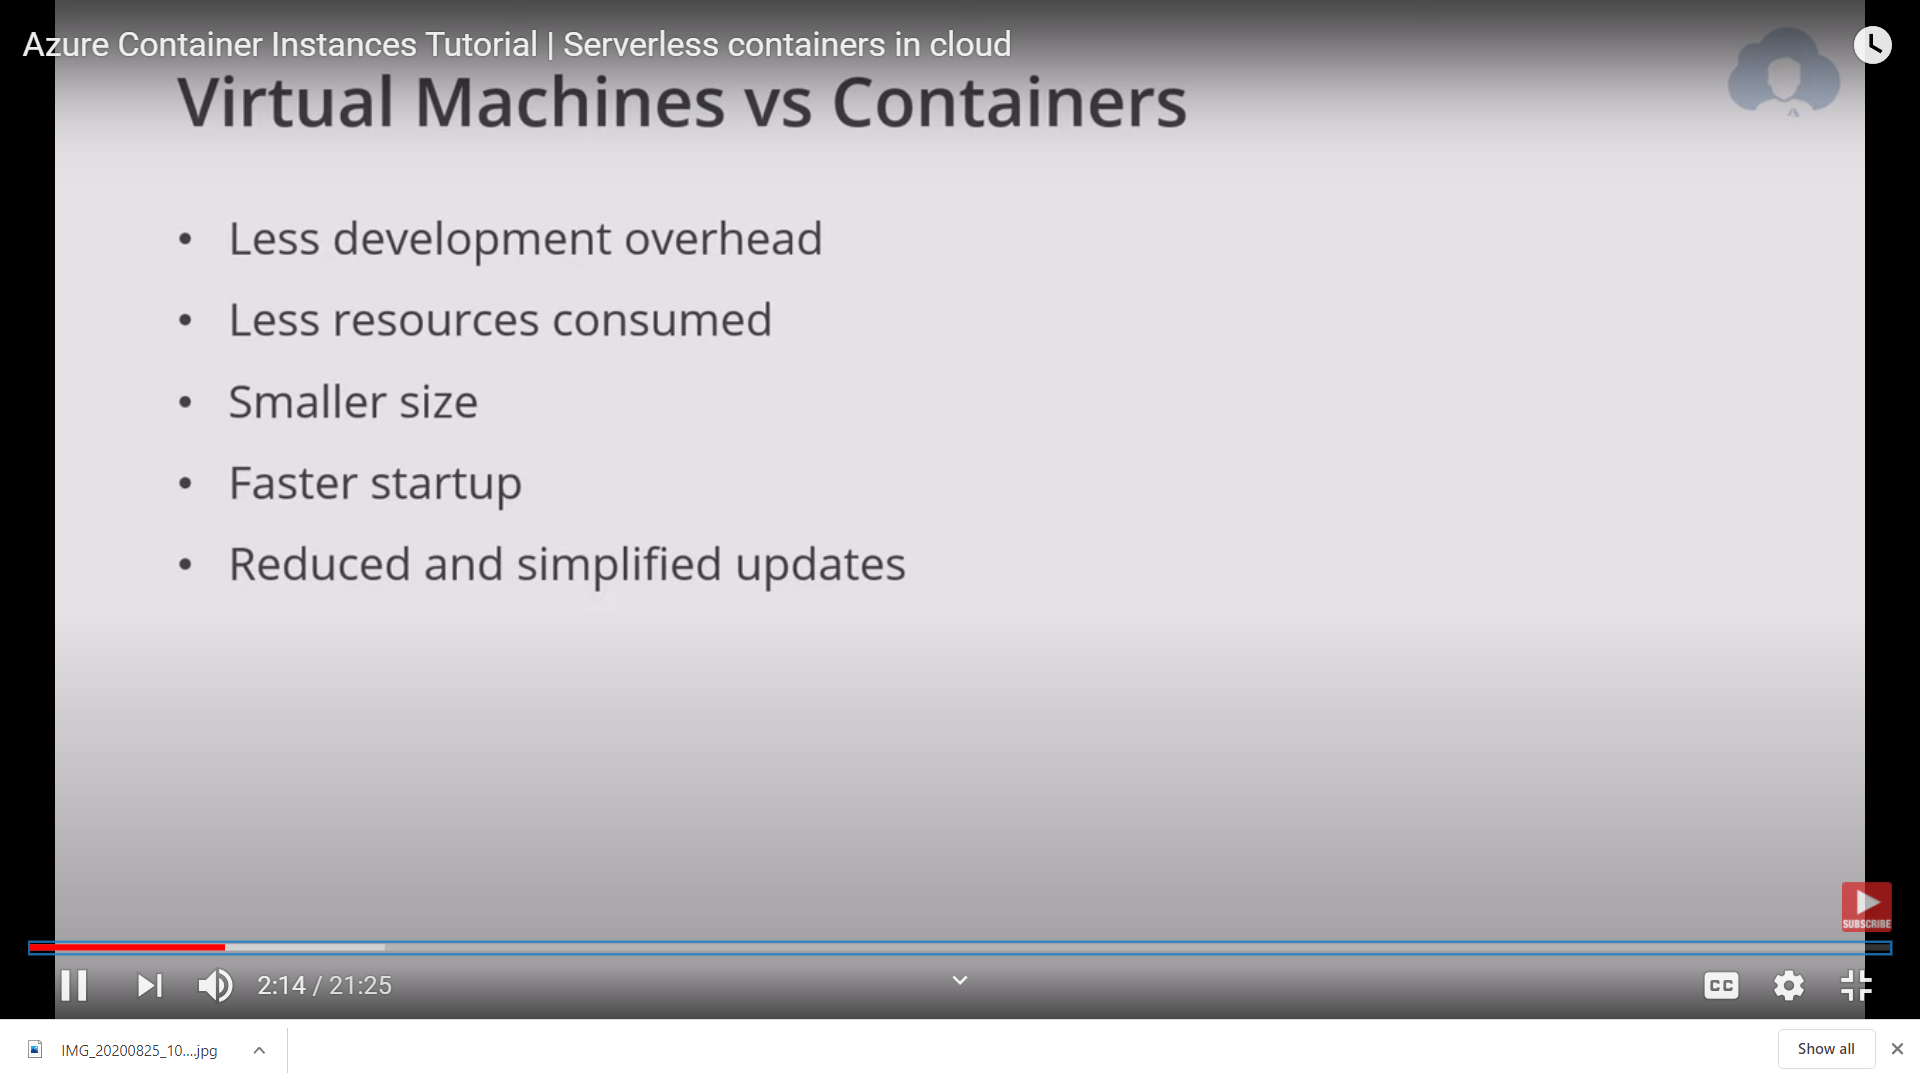 Azure Container Instances Tutorial | Serverless containers in cloud
Virtual Machines vs Containers
• Less development overhead
• Less resources consumed
• Smaller size
• Faster startup
• Reduced and simplified updates
SUBSCRIBE
2:14 / 21:25
CC
IMG_20200825_10....jpg
Show all